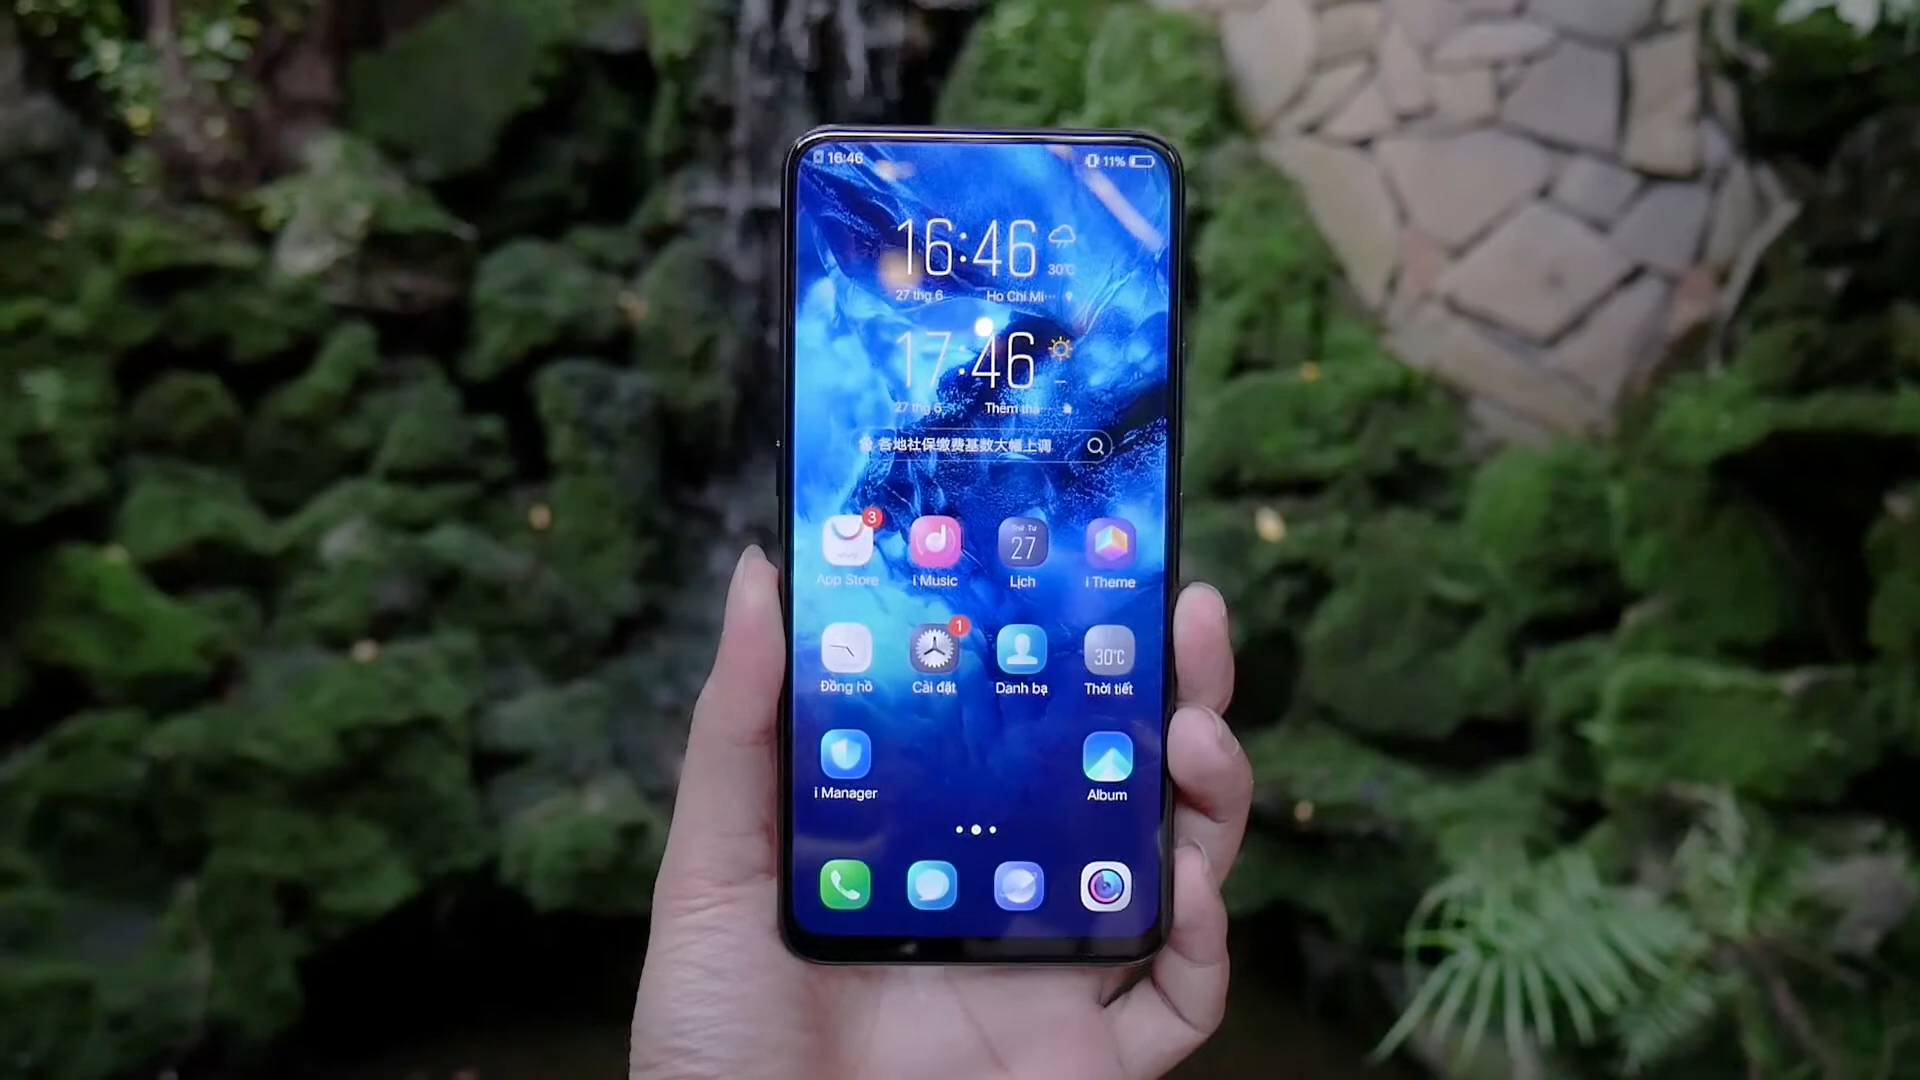 16:46
11%
16:46
30°C
27 thg 6
Ho Chi Mi...
17:46
27 thg 6
Thêm thà
各地社保缴费基数大幅上调
3
Thứ Tư
27
App Store
i Music
Lịch
i Theme
1
30°C
Đồng hồ
Cài đặt
Danh bạ
Thời tiết
i Manager
Album